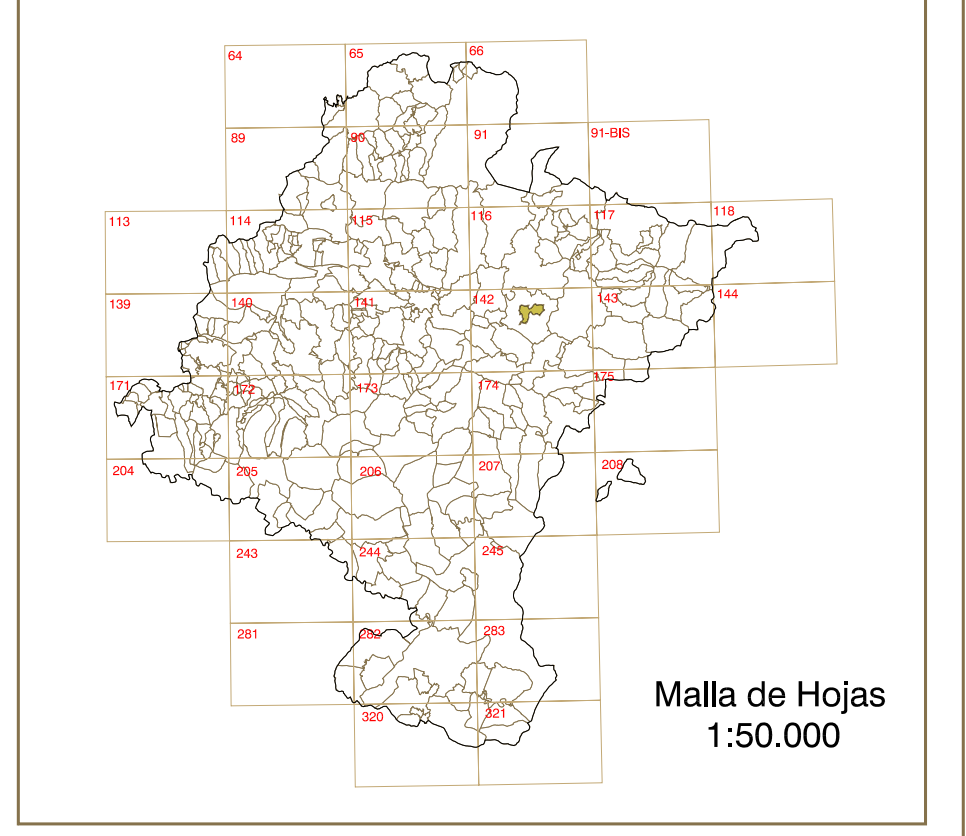 64 65 66
89 90 91 91-BIS
113 114 115 116 117 118
139 140 141 142 143 144
171 172 173 174 175
204 205 206 207 208
243 244 245
281 282 283
320 321
Malla de Hojas
1:50.000